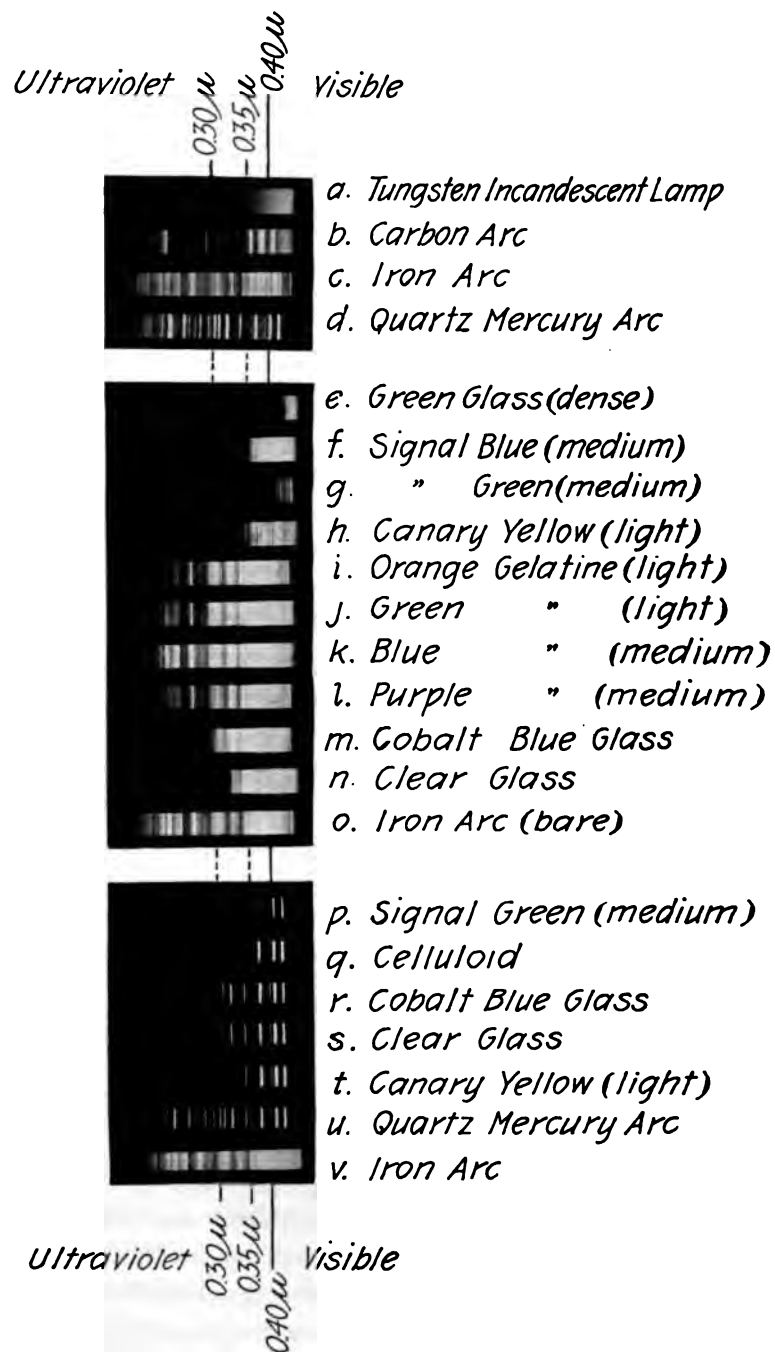 Ultraviolet 0.30μ 0.35μ 0.40μ Visible
a. Tungsten Incandescent Lamp
b. Carbon Arc
c. Iron Arc
d. Quartz Mercury Arc
e. Green Glass (dense)
f. Signal Blue (medium)
g. " Green (medium)
h. Canary Yellow (light)
i. Orange Gelatine (light)
j. Green " (light)
k. Blue " (medium)
l. Purple " (medium)
m. Cobalt Blue Glass
n. Clear Glass
o. Iron Arc (bare)
p. Signal Green (medium)
q. Celluloid
r. Cobalt Blue Glass
s. Clear Glass
t. Canary Yellow (light)
u. Quartz Mercury Arc
v. Iron Arc
Ultraviolet 0.30μ 0.35μ 0.40μ Visible